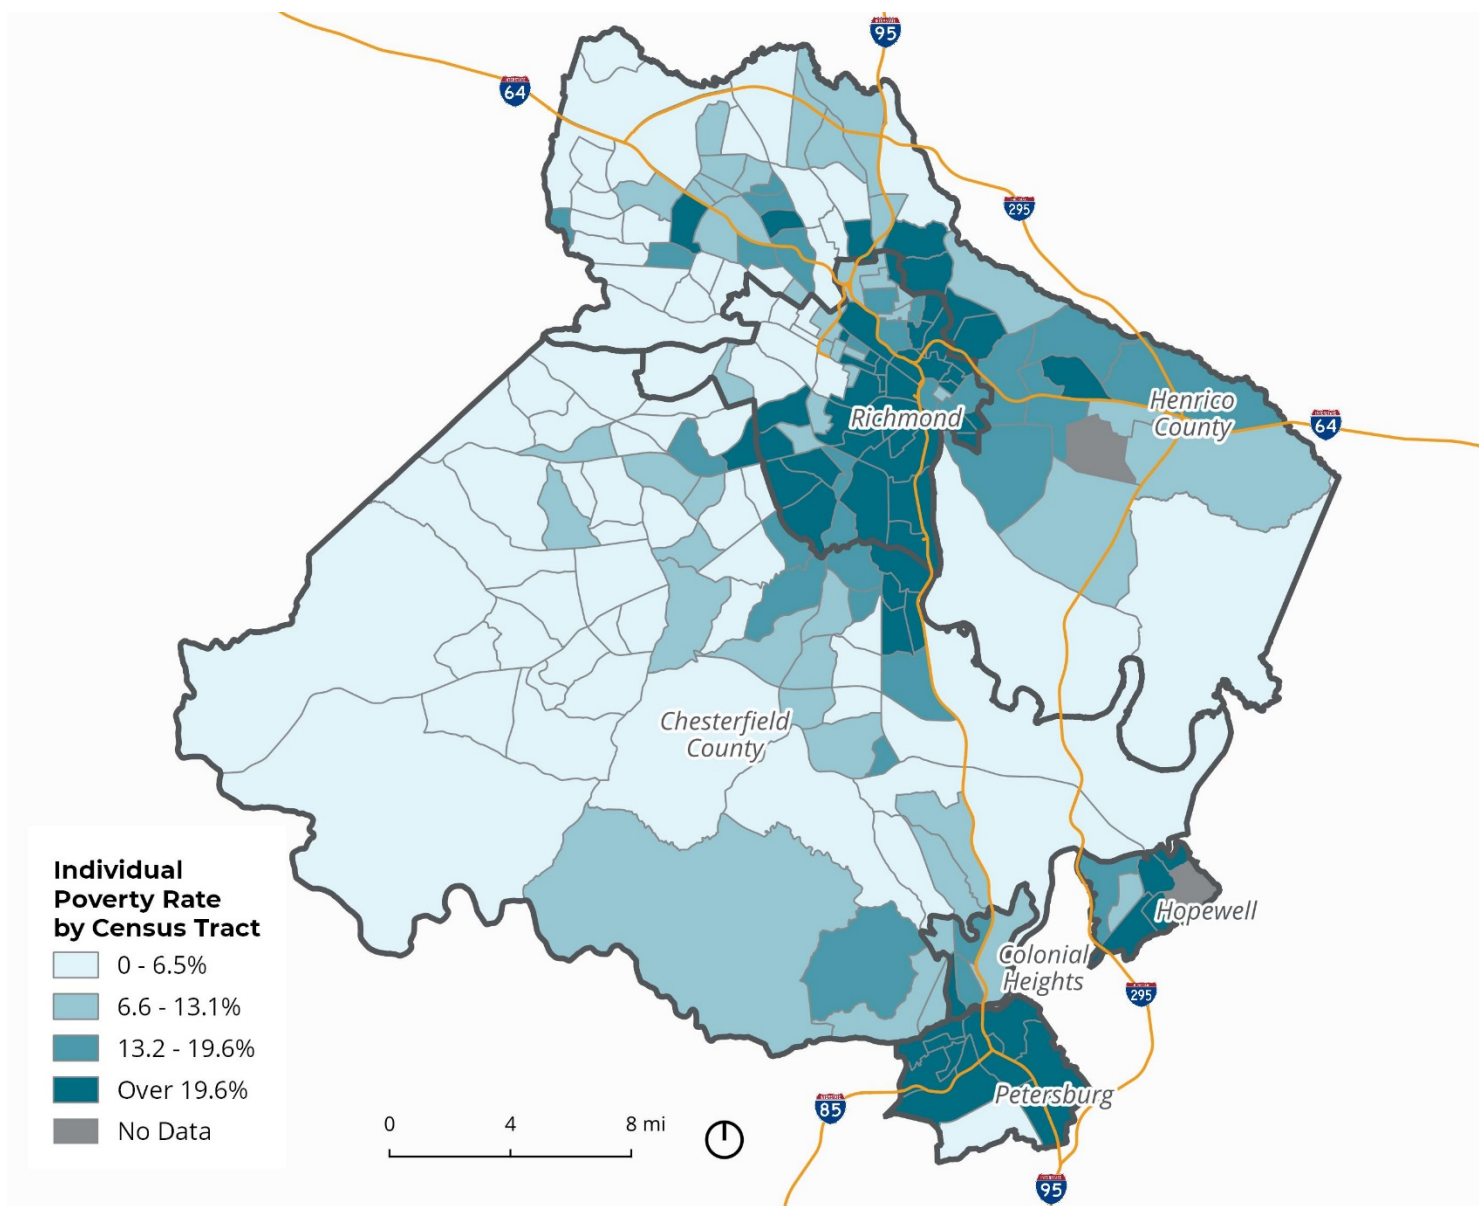 95
64
295
Richmond
Henrico
County
64
Chesterfield
County
Individual
Poverty Rate
by Census Tract
0 - 6.5%
6.6 - 13.1%
13.2 - 19.6%
Over 19.6%
No Data
Hopewell
Colonial
Heights
295
Petersburg
85
0 4 8 mi
95